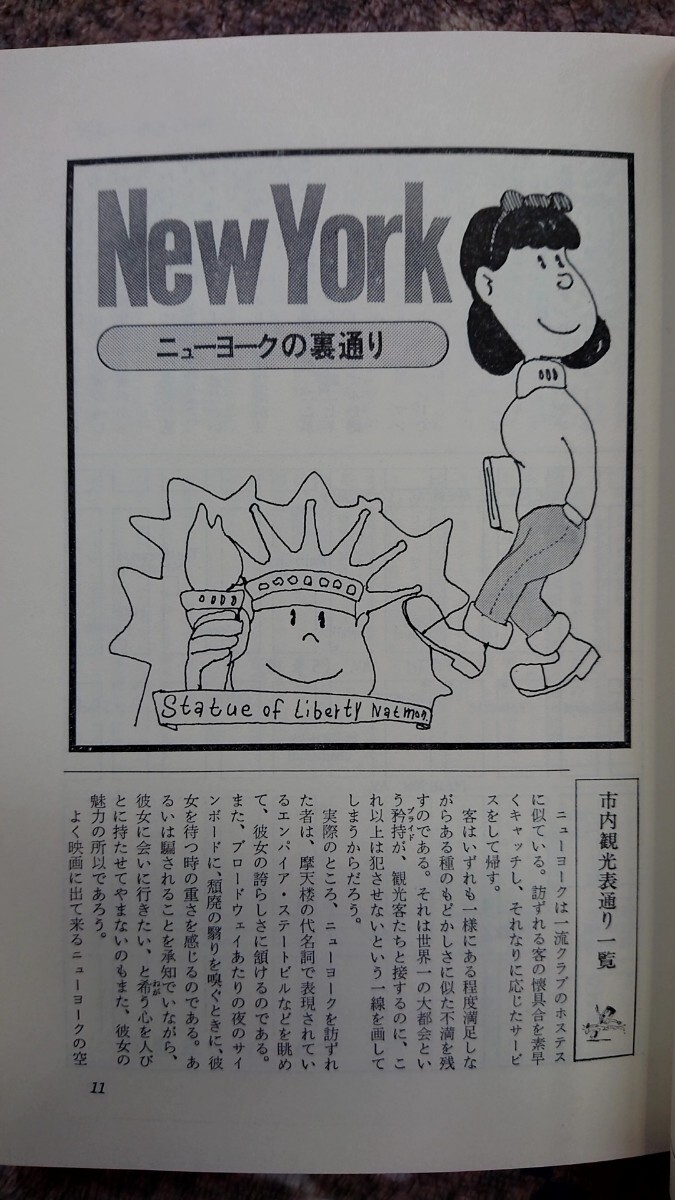 New York
ニューヨークの裏通り
Statue of Liberty Nat mon.
市内観光表通り一覧
ニューヨークは一流クラブのホステス
に似ている。訪ずれる客の懐具合を素早
くキャッチし、それなりに応じたサービ
スをして帰す。
客はいずれも一様にある程度満足しな
がらある種のもどかしさに似た不満を残
すのである。それは世界一の大都会とい
う矜持が、観光客たちと接するのに、こ
プライド
れ以上は犯させないという一線を画して
しまうからだろう。
実際のところ、ニューヨークを訪ずれ
た者は、摩天楼の代名詞で表現されてい
るエンパイア・ステートビルなどを眺め
て、彼女の誇らしさに頷けるのである。
また、ブロードウェイあたりの夜のサイ
ンボードに、頽廃の翳りを嗅ぐときに、彼
女を待つ時の重さを感じるのである。あ
るいは騙されることを承知でいながら、
彼女に会いに行きたい、と希う心を人び
ねが
とに持たせてやまないのもまた、彼女の
魅力の所以であろう。
よく映画に出て来るニューヨークの空
11